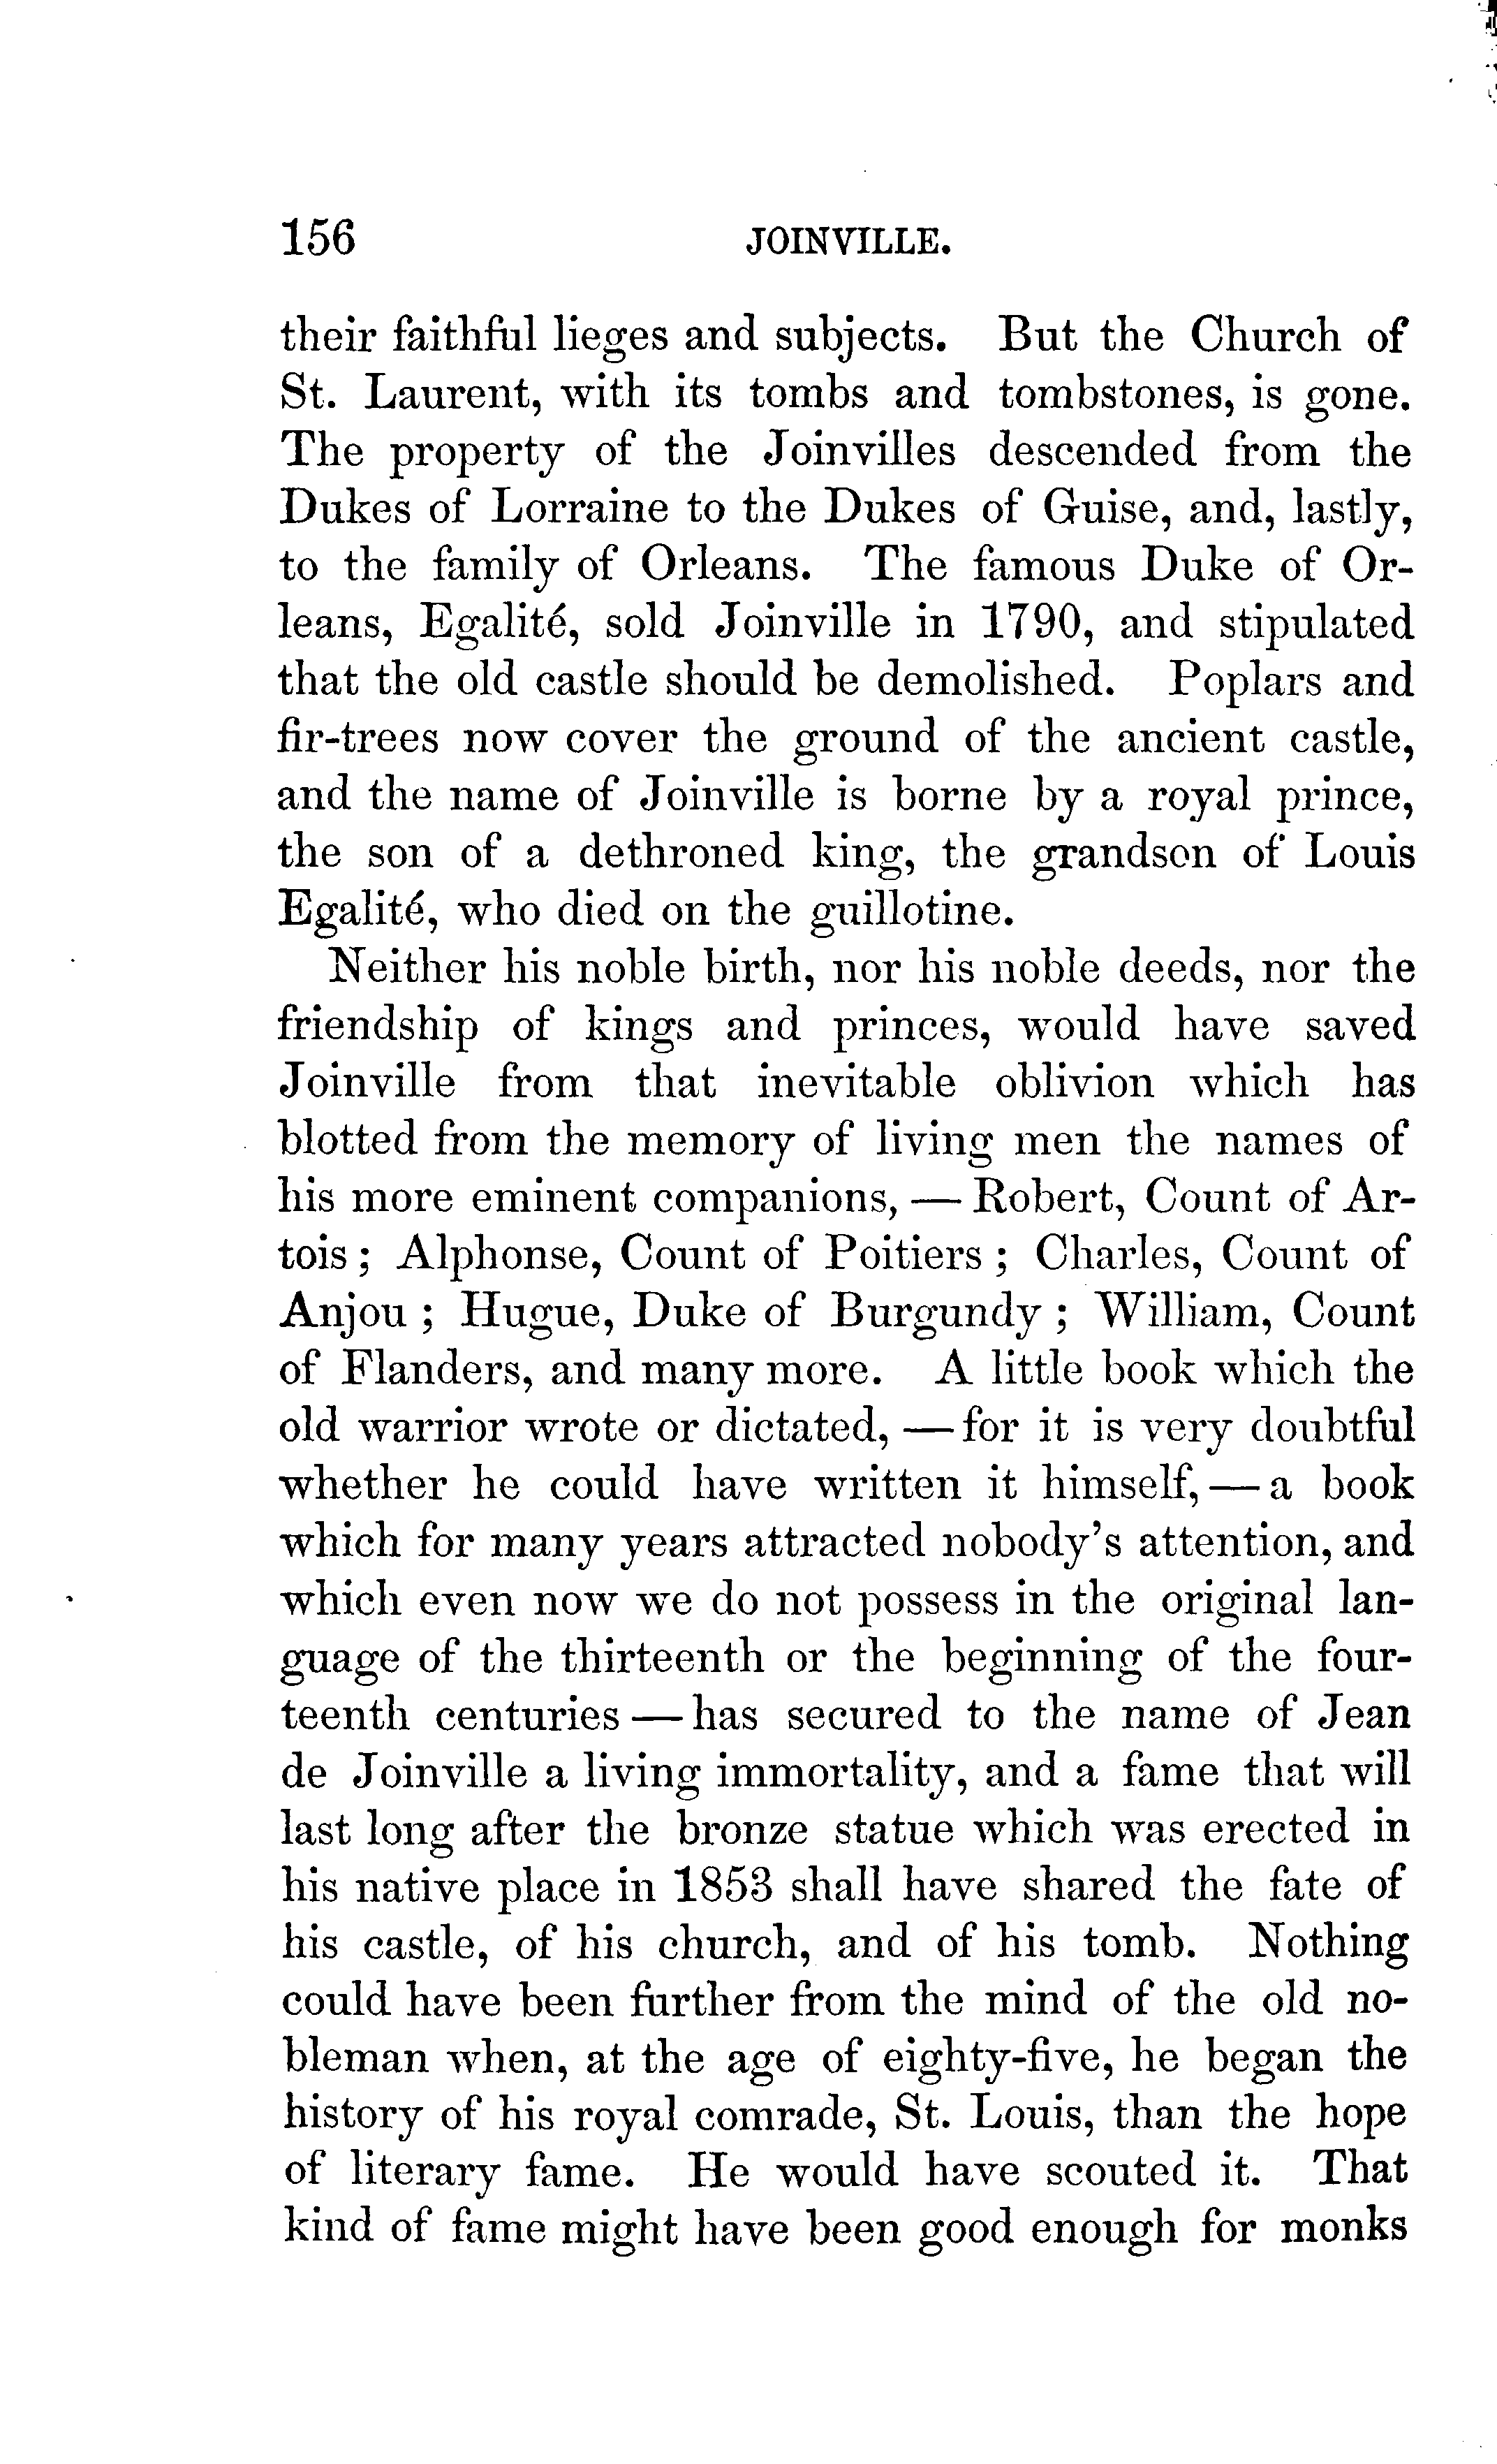 156 JOINVILLE.
their faithful lieges and subjects. But the Church of
St. Laurent, with its tombs and tombstones, is gone.
The property of the Joinvilles descended from the
Dukes of Lorraine to the Dukes of Guise, and, lastly,
to the family of Orleans. The famous Duke of Or-
leans, Egalité, sold Joinville in 1790, and stipulated
that the old castle should be demolished. Poplars and
fir-trees now cover the ground of the ancient castle,
and the name of Joinville is borne by a royal prince,
the son of a dethroned king, the grandson of Louis
Egalité, who died on the guillotine.
Neither his noble birth, nor his noble deeds, nor the
friendship of kings and princes, would have saved
Joinville from that inevitable oblivion which has
blotted from the memory of living men the names of
his more eminent companions, — Robert, Count of Ar-
tois ; Alphonse, Count of Poitiers ; Charles, Count of
Anjou ; Hugue, Duke of Burgundy ; William, Count
of Flanders, and many more. A little book which the
old warrior wrote or dictated, — for it is very doubtful
whether he could have written it himself, — a book
which for many years attracted nobody's attention, and
which even now we do not possess in the original lan-
guage of the thirteenth or the beginning of the four-
teenth centuries — has secured to the name of Jean
de Joinville a living immortality, and a fame that will
last long after the bronze statue which was erected in
his native place in 1853 shall have shared the fate of
his castle, of his church, and of his tomb. Nothing
could have been further from the mind of the old no-
bleman when, at the age of eighty-five, he began the
history of his royal comrade, St. Louis, than the hope
of literary fame. He would have scouted it. That
kind of fame might have been good enough for monks